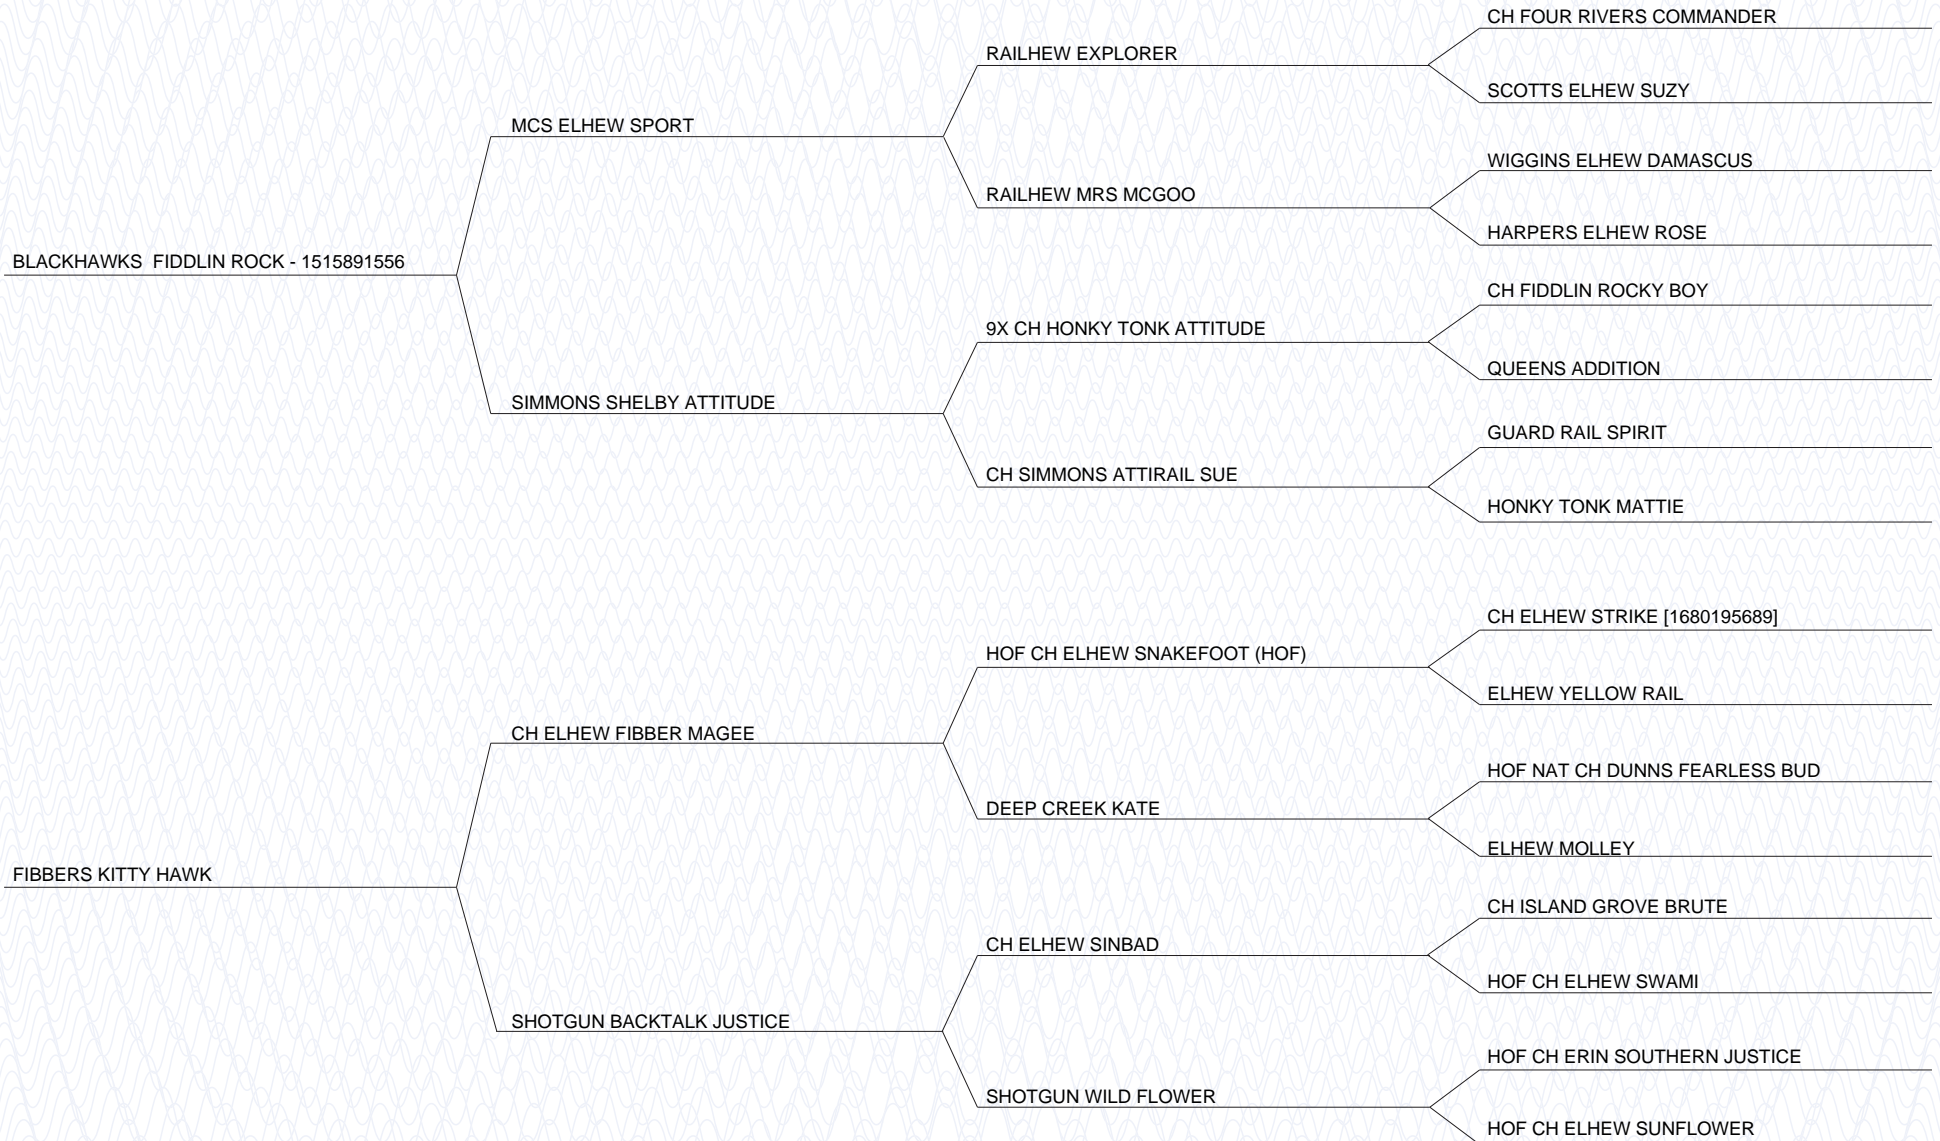 CH FOUR RIVERS COMMANDER
RAILHEW EXPLORER
SCOTTS ELHEW SUZY
MCS ELHEW SPORT
WIGGINS ELHEW DAMASCUS
RAILHEW MRS MCGOO
HARPERS ELHEW ROSE
BLACKHAWKS  FIDDLIN ROCK - 1515891556
CH FIDDLIN ROCKY BOY
9X CH HONKY TONK ATTITUDE
QUEENS ADDITION
SIMMONS SHELBY ATTITUDE
GUARD RAIL SPIRIT
CH SIMMONS ATTIRAIL SUE
HONKY TONK MATTIE
CH ELHEW STRIKE [1680195689]
HOF CH ELHEW SNAKEFOOT (HOF)
ELHEW YELLOW RAIL
CH ELHEW FIBBER MAGEE
HOF NAT CH DUNNS FEARLESS BUD
DEEP CREEK KATE
ELHEW MOLLEY
FIBBERS KITTY HAWK
CH ISLAND GROVE BRUTE
CH ELHEW SINBAD
HOF CH ELHEW SWAMI
SHOTGUN BACKTALK JUSTICE
HOF CH ERIN SOUTHERN JUSTICE
SHOTGUN WILD FLOWER
HOF CH ELHEW SUNFLOWER